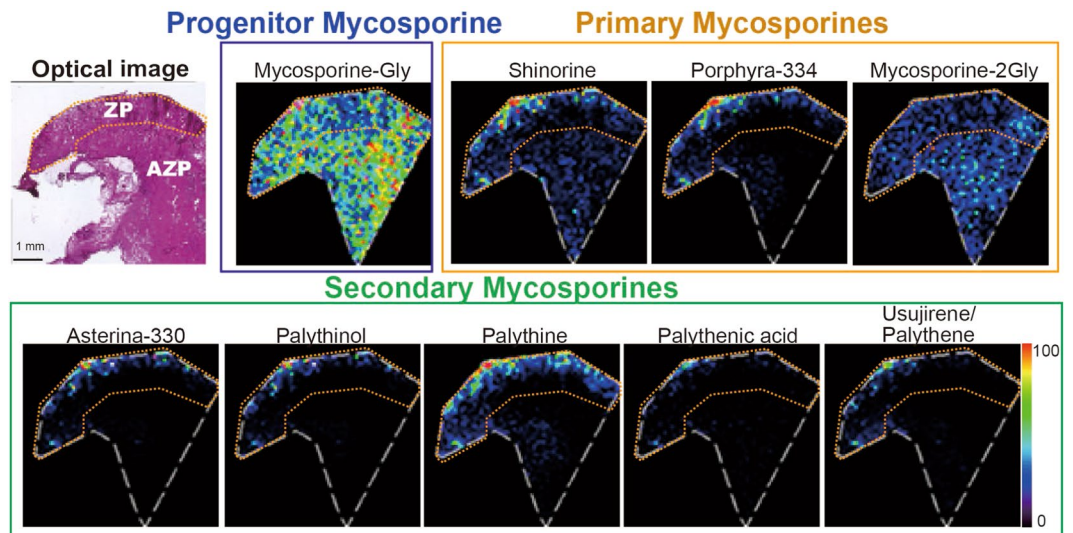 Progenitor Mycosporine
Primary Mycosporines
Optical image
Mycosporine-Gly
Shinorine
Porphyra-334
Mycosporine-2Gly
ZP
AZP
1 mm
Secondary Mycosporines
Asterina-330
Palythinol
Palythine
Palythenic acid
Usujirene/
Palythene
100
0